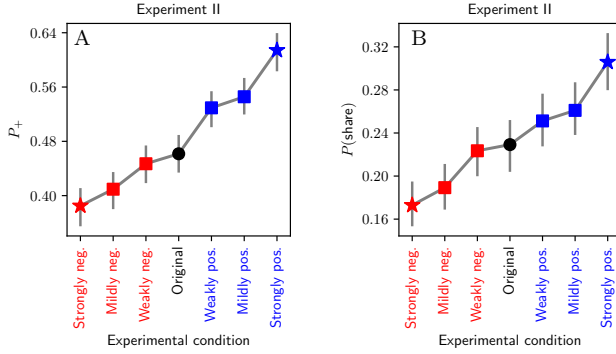 Experiment II
A
P+
0.64
0.56
0.48
0.40
Strongly neg.
Mildly neg.
Weakly neg.
Original
Weakly pos.
Mildly pos.
Strongly pos.
Experimental condition
Experiment II
B
P(share)
0.32
0.28
0.24
0.20
0.16
Strongly neg.
Mildly neg.
Weakly neg.
Original
Weakly pos.
Mildly pos.
Strongly pos.
Experimental condition